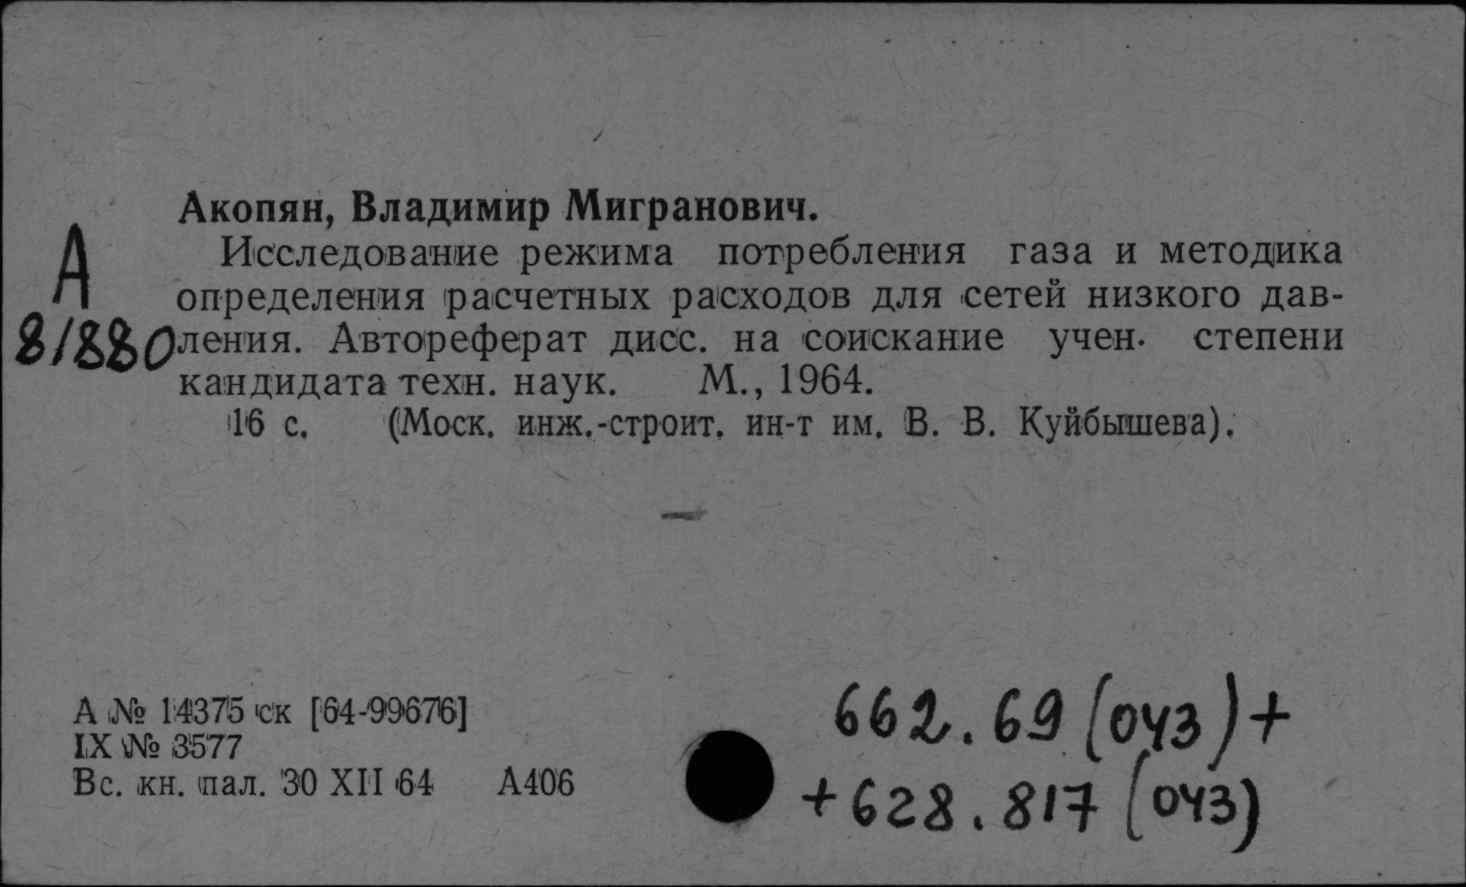 Акопян, Владимир Мигранович.
А
Исследование режима потребления газа и методика
определения расчетных расходов для сетей низкого дав-
8/880
ления. Автореферат дисс. на соискание учен. степени
кандидата техн. наук. М., 1964.
16 с. (Моск. инж.-строит. ин-т им. В. В. Куйбышева).
А № 14375 ск [64-99676]
IX № 3577
Вс. кн. пал. 30 XII 64 А406
662.69 (очз) +
+ 628.817 (очз)